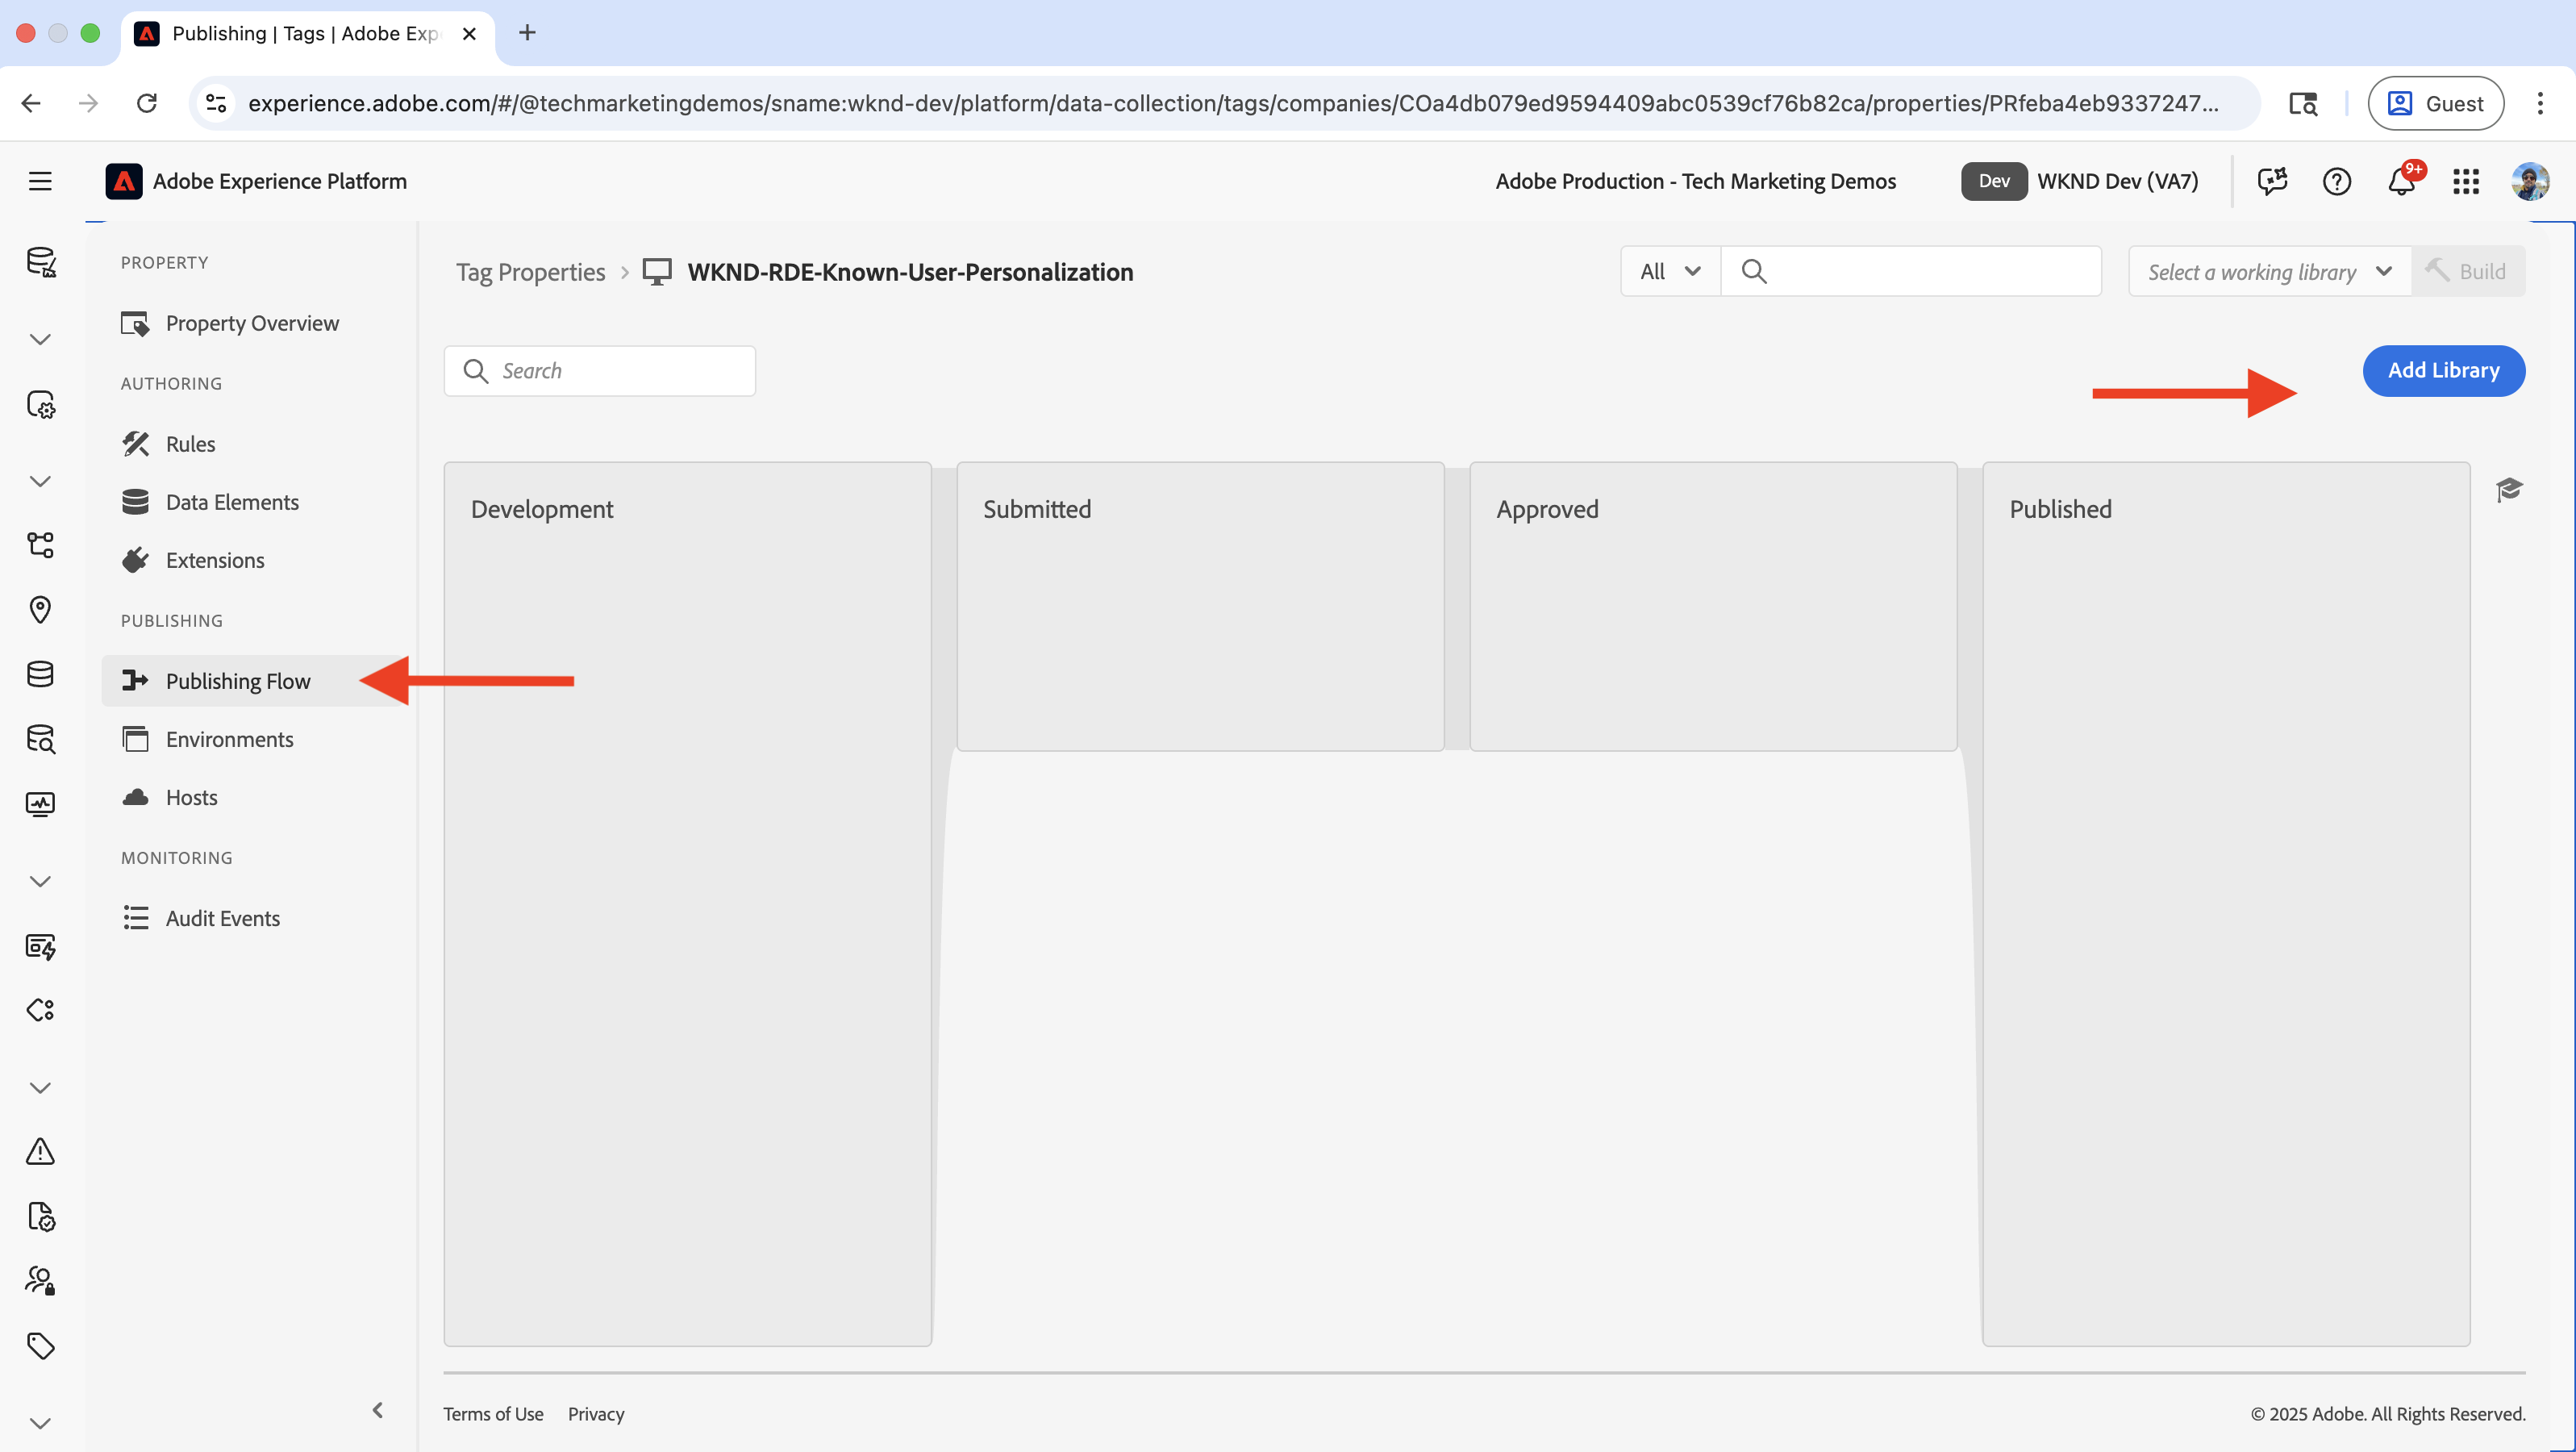 Publishing | Tags | Adobe Exp
experience.adobe.com/#/@techmarketingdemos/sname:wknd-dev/platform/data-collection/tags/companies/COa4db079ed9594409abc0539cf76b82ca/properties/PRfeba4eb9337247...
Guest
Adobe Experience Platform
Adobe Production - Tech Marketing Demos
Dev
WKND Dev (VA7)
9+
PROPERTY
Property Overview
AUTHORING
Rules
Data Elements
Extensions
PUBLISHING
Publishing Flow
Environments
Hosts
MONITORING
Audit Events
Tag Properties
WKND-RDE-Known-User-Personalization
All
Select a working library
Build
Search
Add Library
Development
Submitted
Approved
Published
Terms of Use
Privacy
© 2025 Adobe. All Rights Reserved.